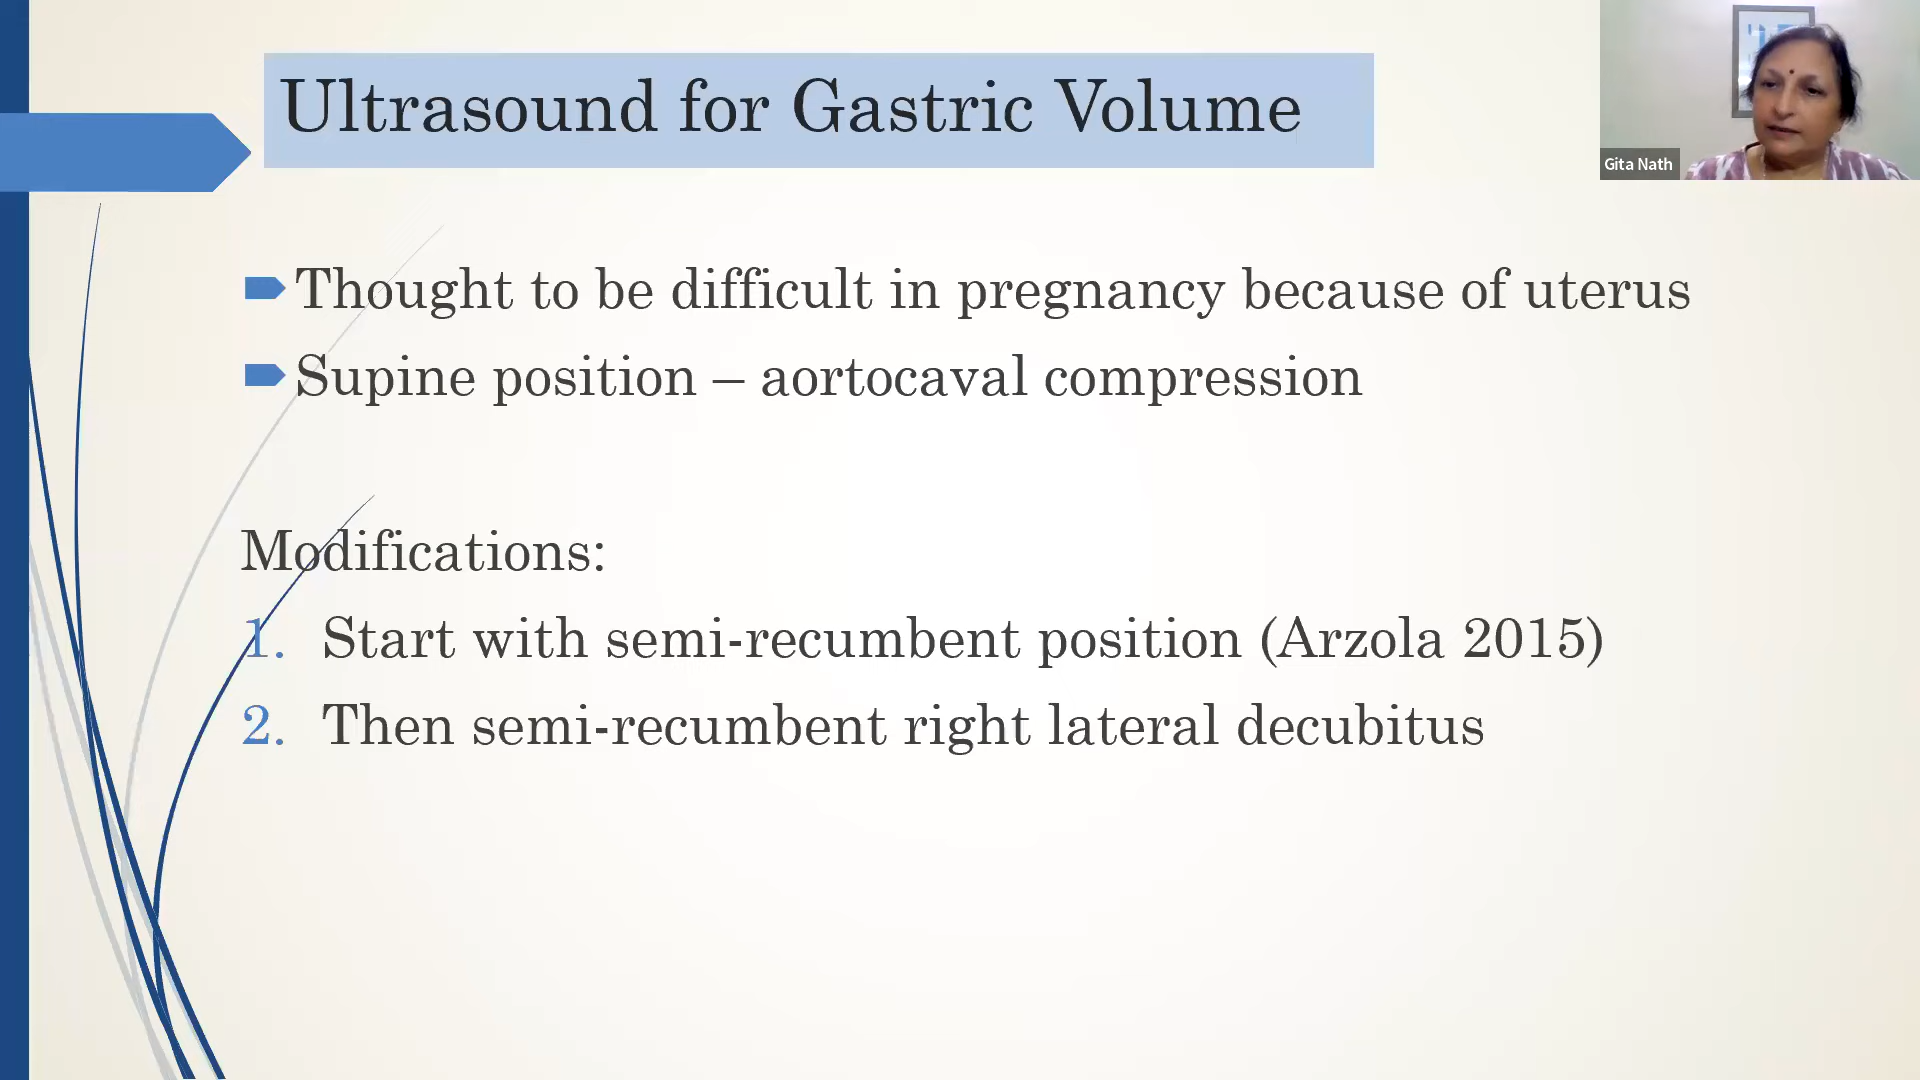 Ultrasound for Gastric Volume
Gita Nath
Thought to be difficult in pregnancy because of uterus
Supine position – aortocaval compression
Modifications:
1. Start with semi-recumbent position (Arzola 2015)
2. Then semi-recumbent right lateral decubitus